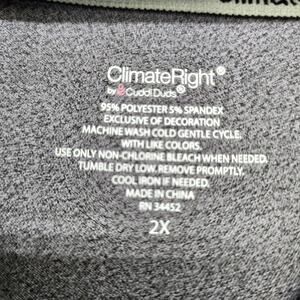 ClimateRight®
by Cuddl Duds®
95% POLYESTER 5% SPANDEX
EXCLUSIVE OF DECORATION
MACHINE WASH COLD GENTLE CYCLE.
WITH LIKE COLORS.
USE ONLY NON-CHLORINE BLEACH WHEN NEEDED.
TUMBLE DRY LOW. REMOVE PROMPTLY.
COOL IRON IF NEEDED.
MADE IN CHINA
RN 34452
2X